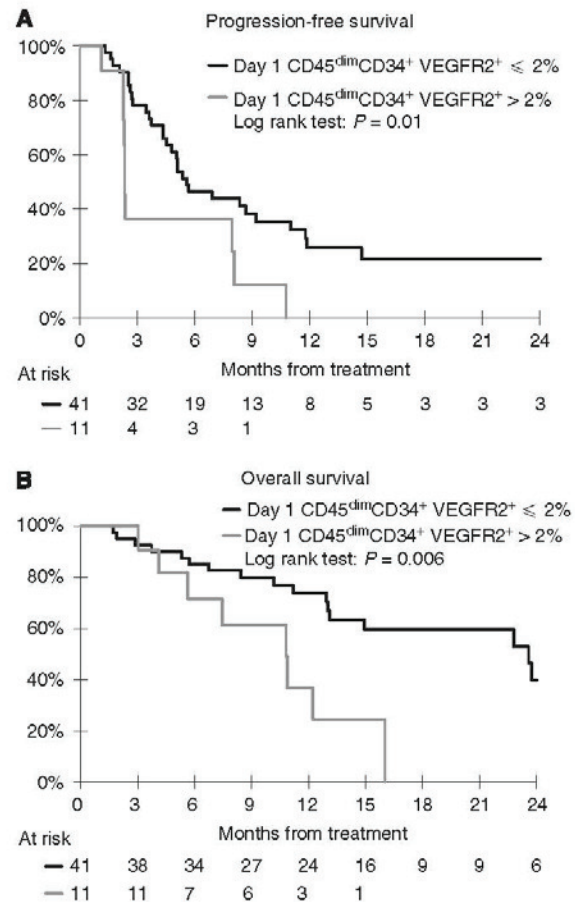 A
Progression-free survival
100%
80%
60%
40%
20%
0%
Day 1 CD45ᵈⁱᵐCD34⁺ VEGFR2⁺ ⩽ 2%
Day 1 CD45ᵈⁱᵐCD34⁺ VEGFR2⁺ > 2%
Log rank test: P = 0.01
0 3 6 9 12 15 18 21 24
Months from treatment
At risk
41 32 19 13 8 5 3 3 3
11 4 3 1
B
Overall survival
100%
80%
60%
40%
20%
0%
Day 1 CD45ᵈⁱᵐCD34⁺ VEGFR2⁺ ⩽ 2%
Day 1 CD45ᵈⁱᵐCD34⁺ VEGFR2⁺ > 2%
Log rank test: P = 0.006
0 3 6 9 12 15 18 21 24
Months from treatment
At risk
41 38 34 27 24 16 9 9 6
11 11 7 6 3 1